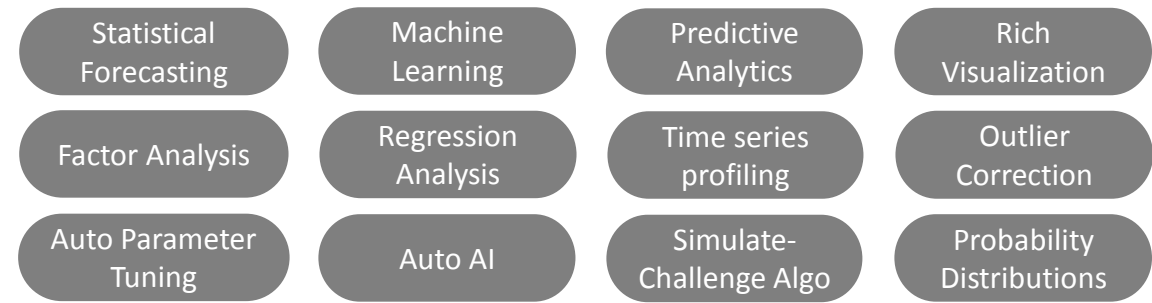 Statistical
Forecasting
Machine
Learning
Predictive
Analytics
Rich
Visualization
Factor Analysis
Regression
Analysis
Time series
profiling
Outlier
Correction
Auto Parameter
Tuning
Auto AI
Simulate-
Challenge Algo
Probability
Distributions